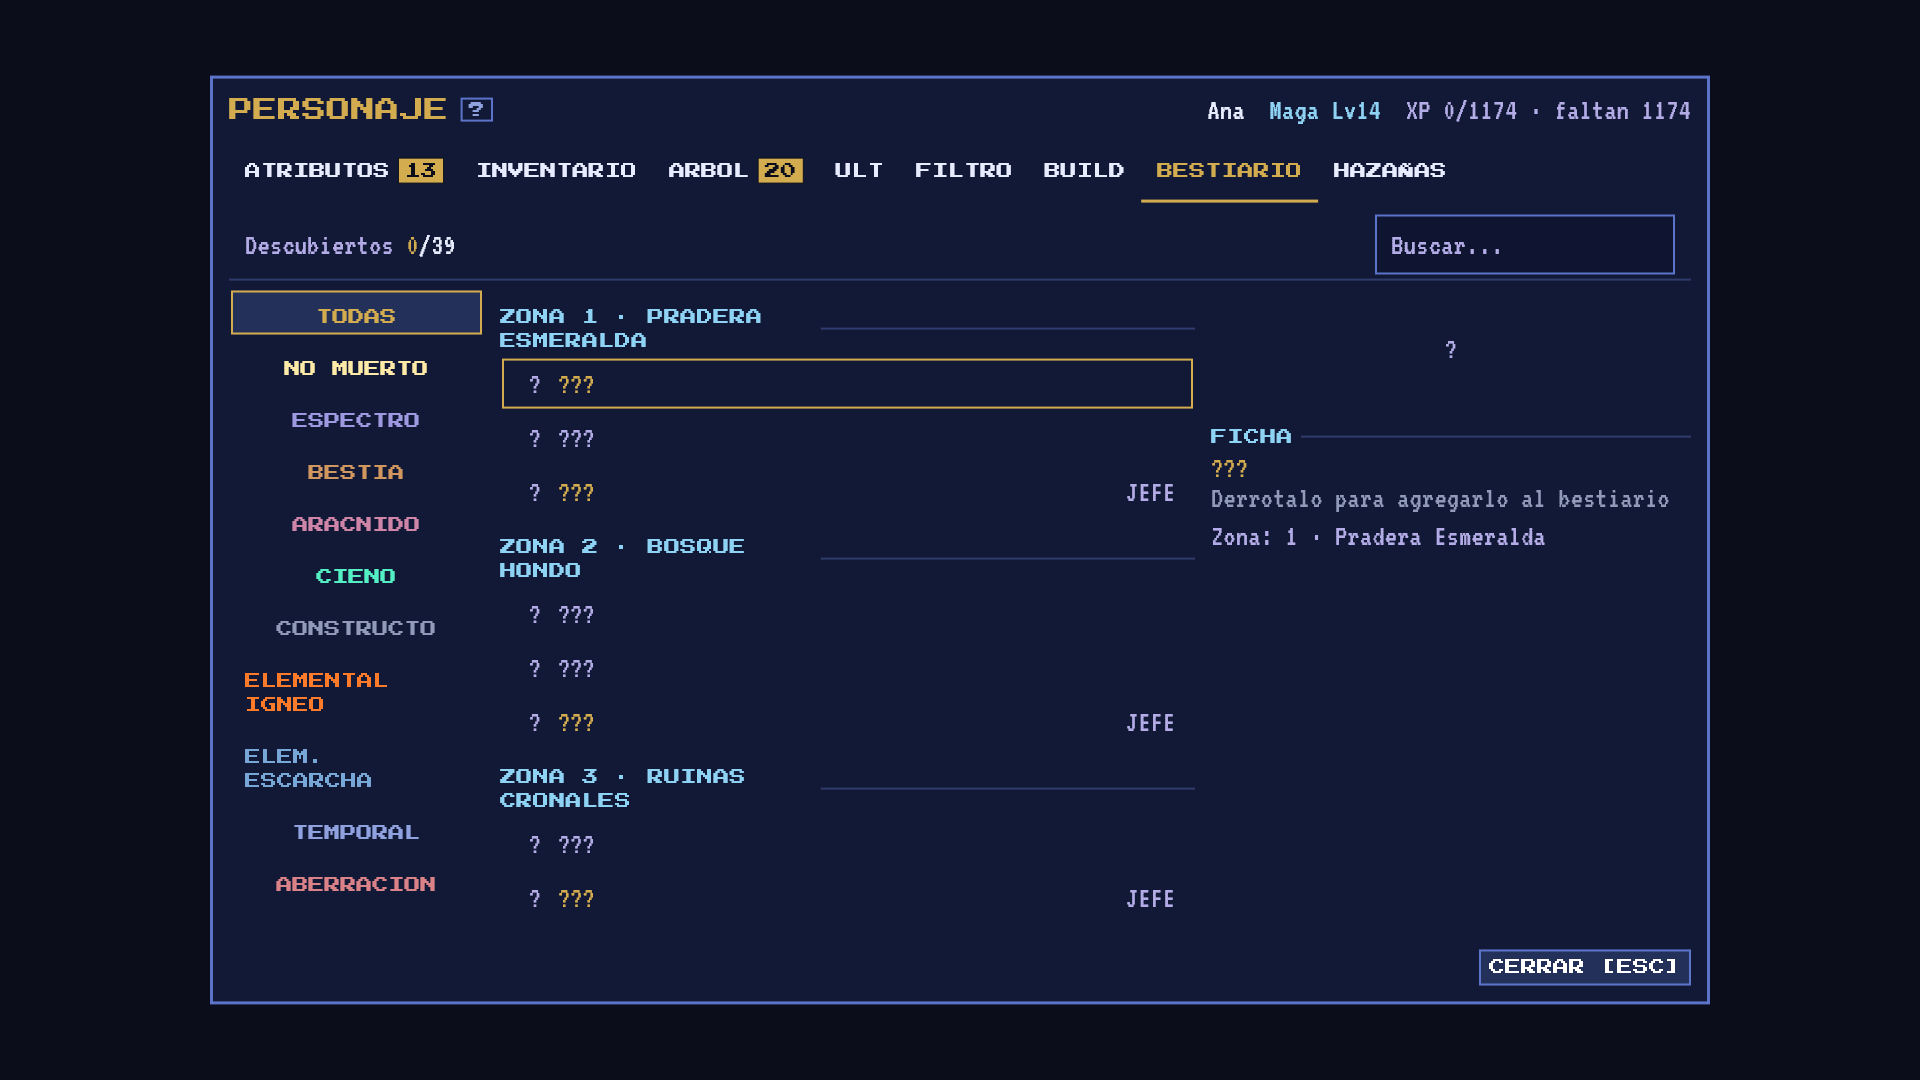 PERSONAJE ?
Ana Maga Lv14 XP 0/1174 · faltan 1174
ATRIBUTOS 13 INVENTARIO ARBOL 20 ULT FILTRO BUILD BESTIARIO HAZAÑAS
Descubiertos 0/39
Buscar...
TODAS
NO MUERTO
ESPECTRO
BESTIA
ARACNIDO
CIENO
CONSTRUCTO
ELEMENTAL
IGNEO
ELEM.
ESCARCHA
TEMPORAL
ABERRACION
ZONA 1 · PRADERA
ESMERALDA
? ???
? ???
? ??? JEFE
ZONA 2 · BOSQUE
HONDO
? ???
? ???
? ??? JEFE
ZONA 3 · RUINAS
CRONALES
? ???
? ??? JEFE
?
FICHA
???
Derrotalo para agregarlo al bestiario
Zona: 1 · Pradera Esmeralda
CERRAR [ESC]